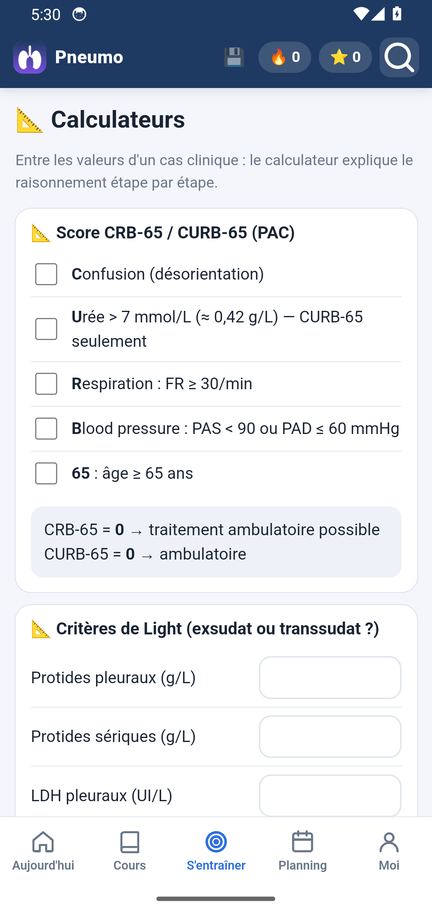 5:30
Pneumo
🔥 0
⭐ 0
📐 Calculateurs
Entre les valeurs d'un cas clinique : le calculateur explique le
raisonnement étape par étape.
📐 Score CRB-65 / CURB-65 (PAC)
Confusion (désorientation)
Urée > 7 mmol/L (≈ 0,42 g/L) — CURB-65
seulement
Respiration : FR ≥ 30/min
Blood pressure : PAS < 90 ou PAD ≤ 60 mmHg
65 : âge ≥ 65 ans
CRB-65 = 0 → traitement ambulatoire possible
CURB-65 = 0 → ambulatoire
📐 Critères de Light (exsudat ou transsudat ?)
Protides pleuraux (g/L)
Protides sériques (g/L)
LDH pleuraux (UI/L)
Aujourd'hui
Cours
S'entraîner
Planning
Moi